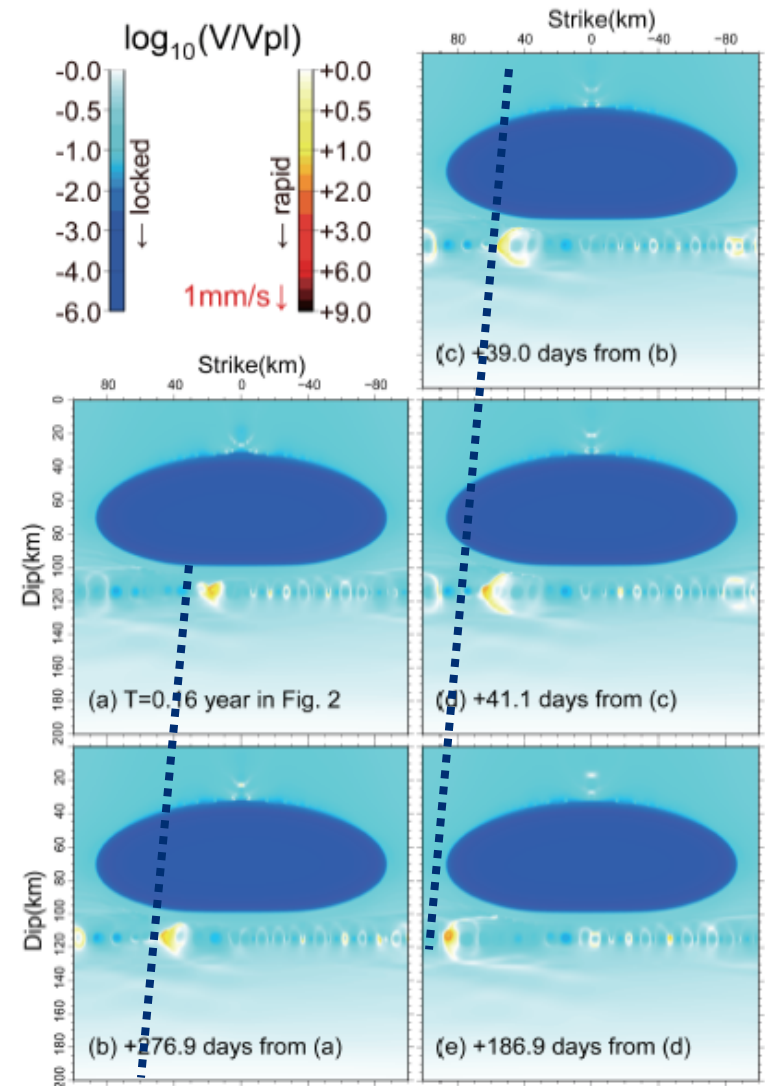 log10(V/Vpl)
-0.0
-0.5
-1.0
-2.0
-3.0
-4.0
-6.0
← locked
+0.0
+0.5
+1.0
+2.0
+3.0
+6.0
+9.0
← rapid
1mm/s ↓
Strike(km)
80 40 0 −40 −80
(c) +39.0 days from (b)
Strike(km)
80 40 0 −40 −80
Dip(km)
0 20 40 60 80 100 120 140 160 180 200
(a) T=0.16 year in Fig. 2
(d) +41.1 days from (c)
Dip(km)
20 40 60 80 100 120 140 160 180 200
(b) +276.9 days from (a)
(e) +186.9 days from (d)